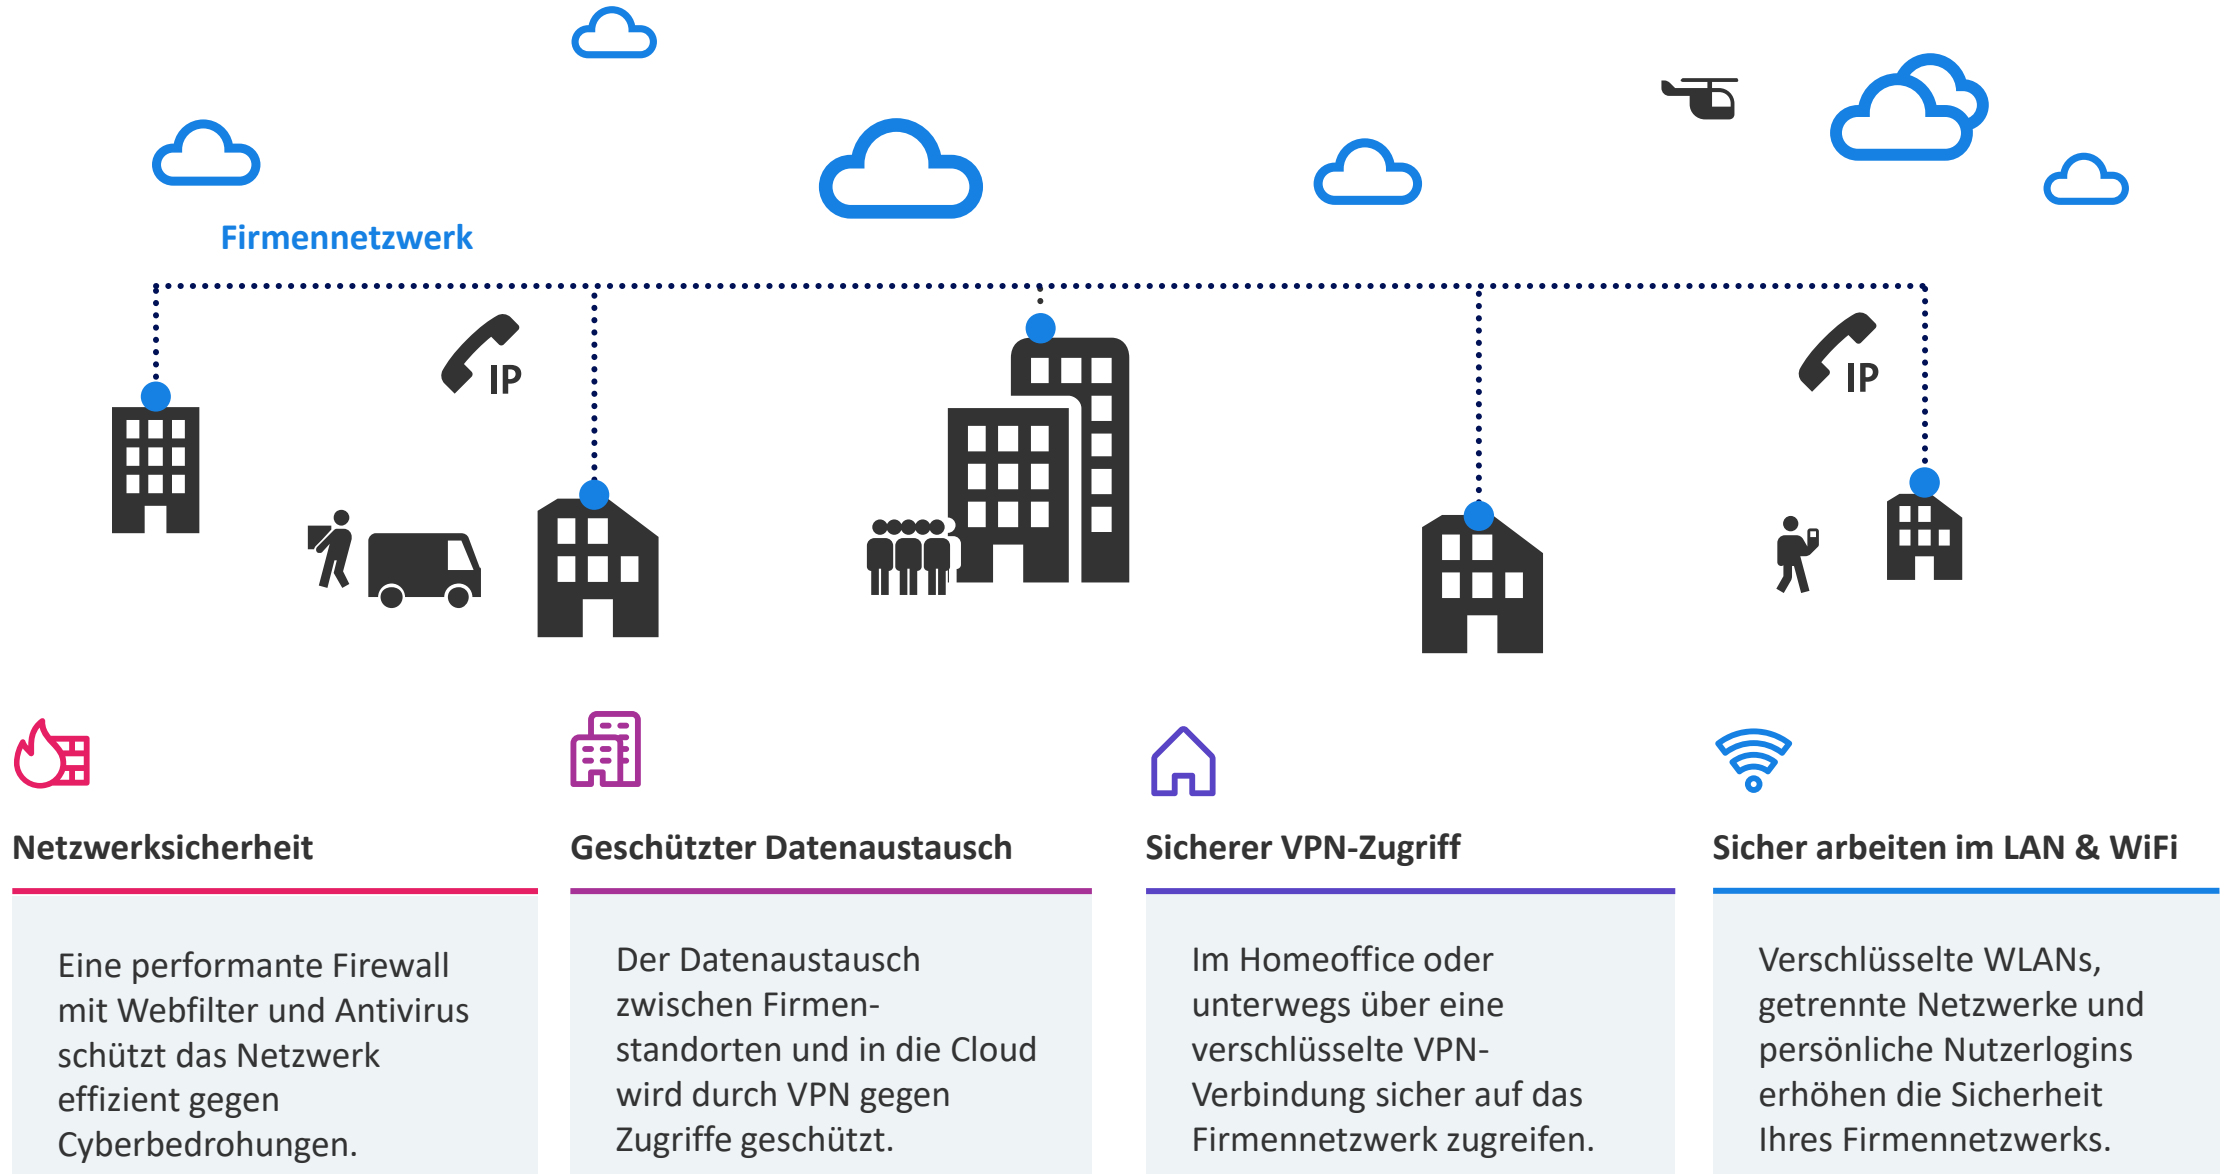 Firmennetzwerk
IP
IP
Netzwerksicherheit
Eine performante Firewall
mit Webfilter und Antivirus
schützt das Netzwerk
effizient gegen
Cyberbedrohungen.
Geschützter Datenaustausch
Der Datenaustausch
zwischen Firmen-
standorten und in die Cloud
wird durch VPN gegen
Zugriffe geschützt.
Sicherer VPN-Zugriff
Im Homeoffice oder
unterwegs über eine
verschlüsselte VPN-
Verbindung sicher auf das
Firmennetzwerk zugreifen.
Sicher arbeiten im LAN & WiFi
Verschlüsselte WLANs,
getrennte Netzwerke und
persönliche Nutzerlogins
erhöhen die Sicherheit
Ihres Firmennetzwerks.